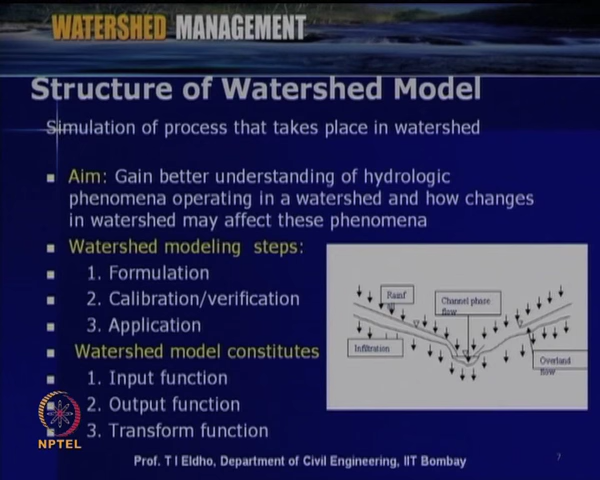 WATERSHED MANAGEMENT
Structure of Watershed Model
Simulation of process that takes place in watershed
Aim: Gain better understanding of hydrologic
phenomena operating in a watershed and how changes
in watershed may affect these phenomena
Watershed modeling steps:
1. Formulation
2. Calibration/verification
3. Application
Watershed model constitutes
1. Input function
2. Output function
3. Transform function
Rainf
all
Channel phase
flow
Infiltration
Overland
flow
NPTEL
Prof. T I Eldho, Department of Civil Engineering, IIT Bombay
7